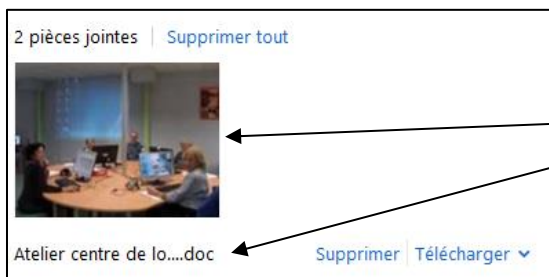 2 pièces jointes | Supprimer tout
Atelier centre de lo....doc Supprimer | Télécharger